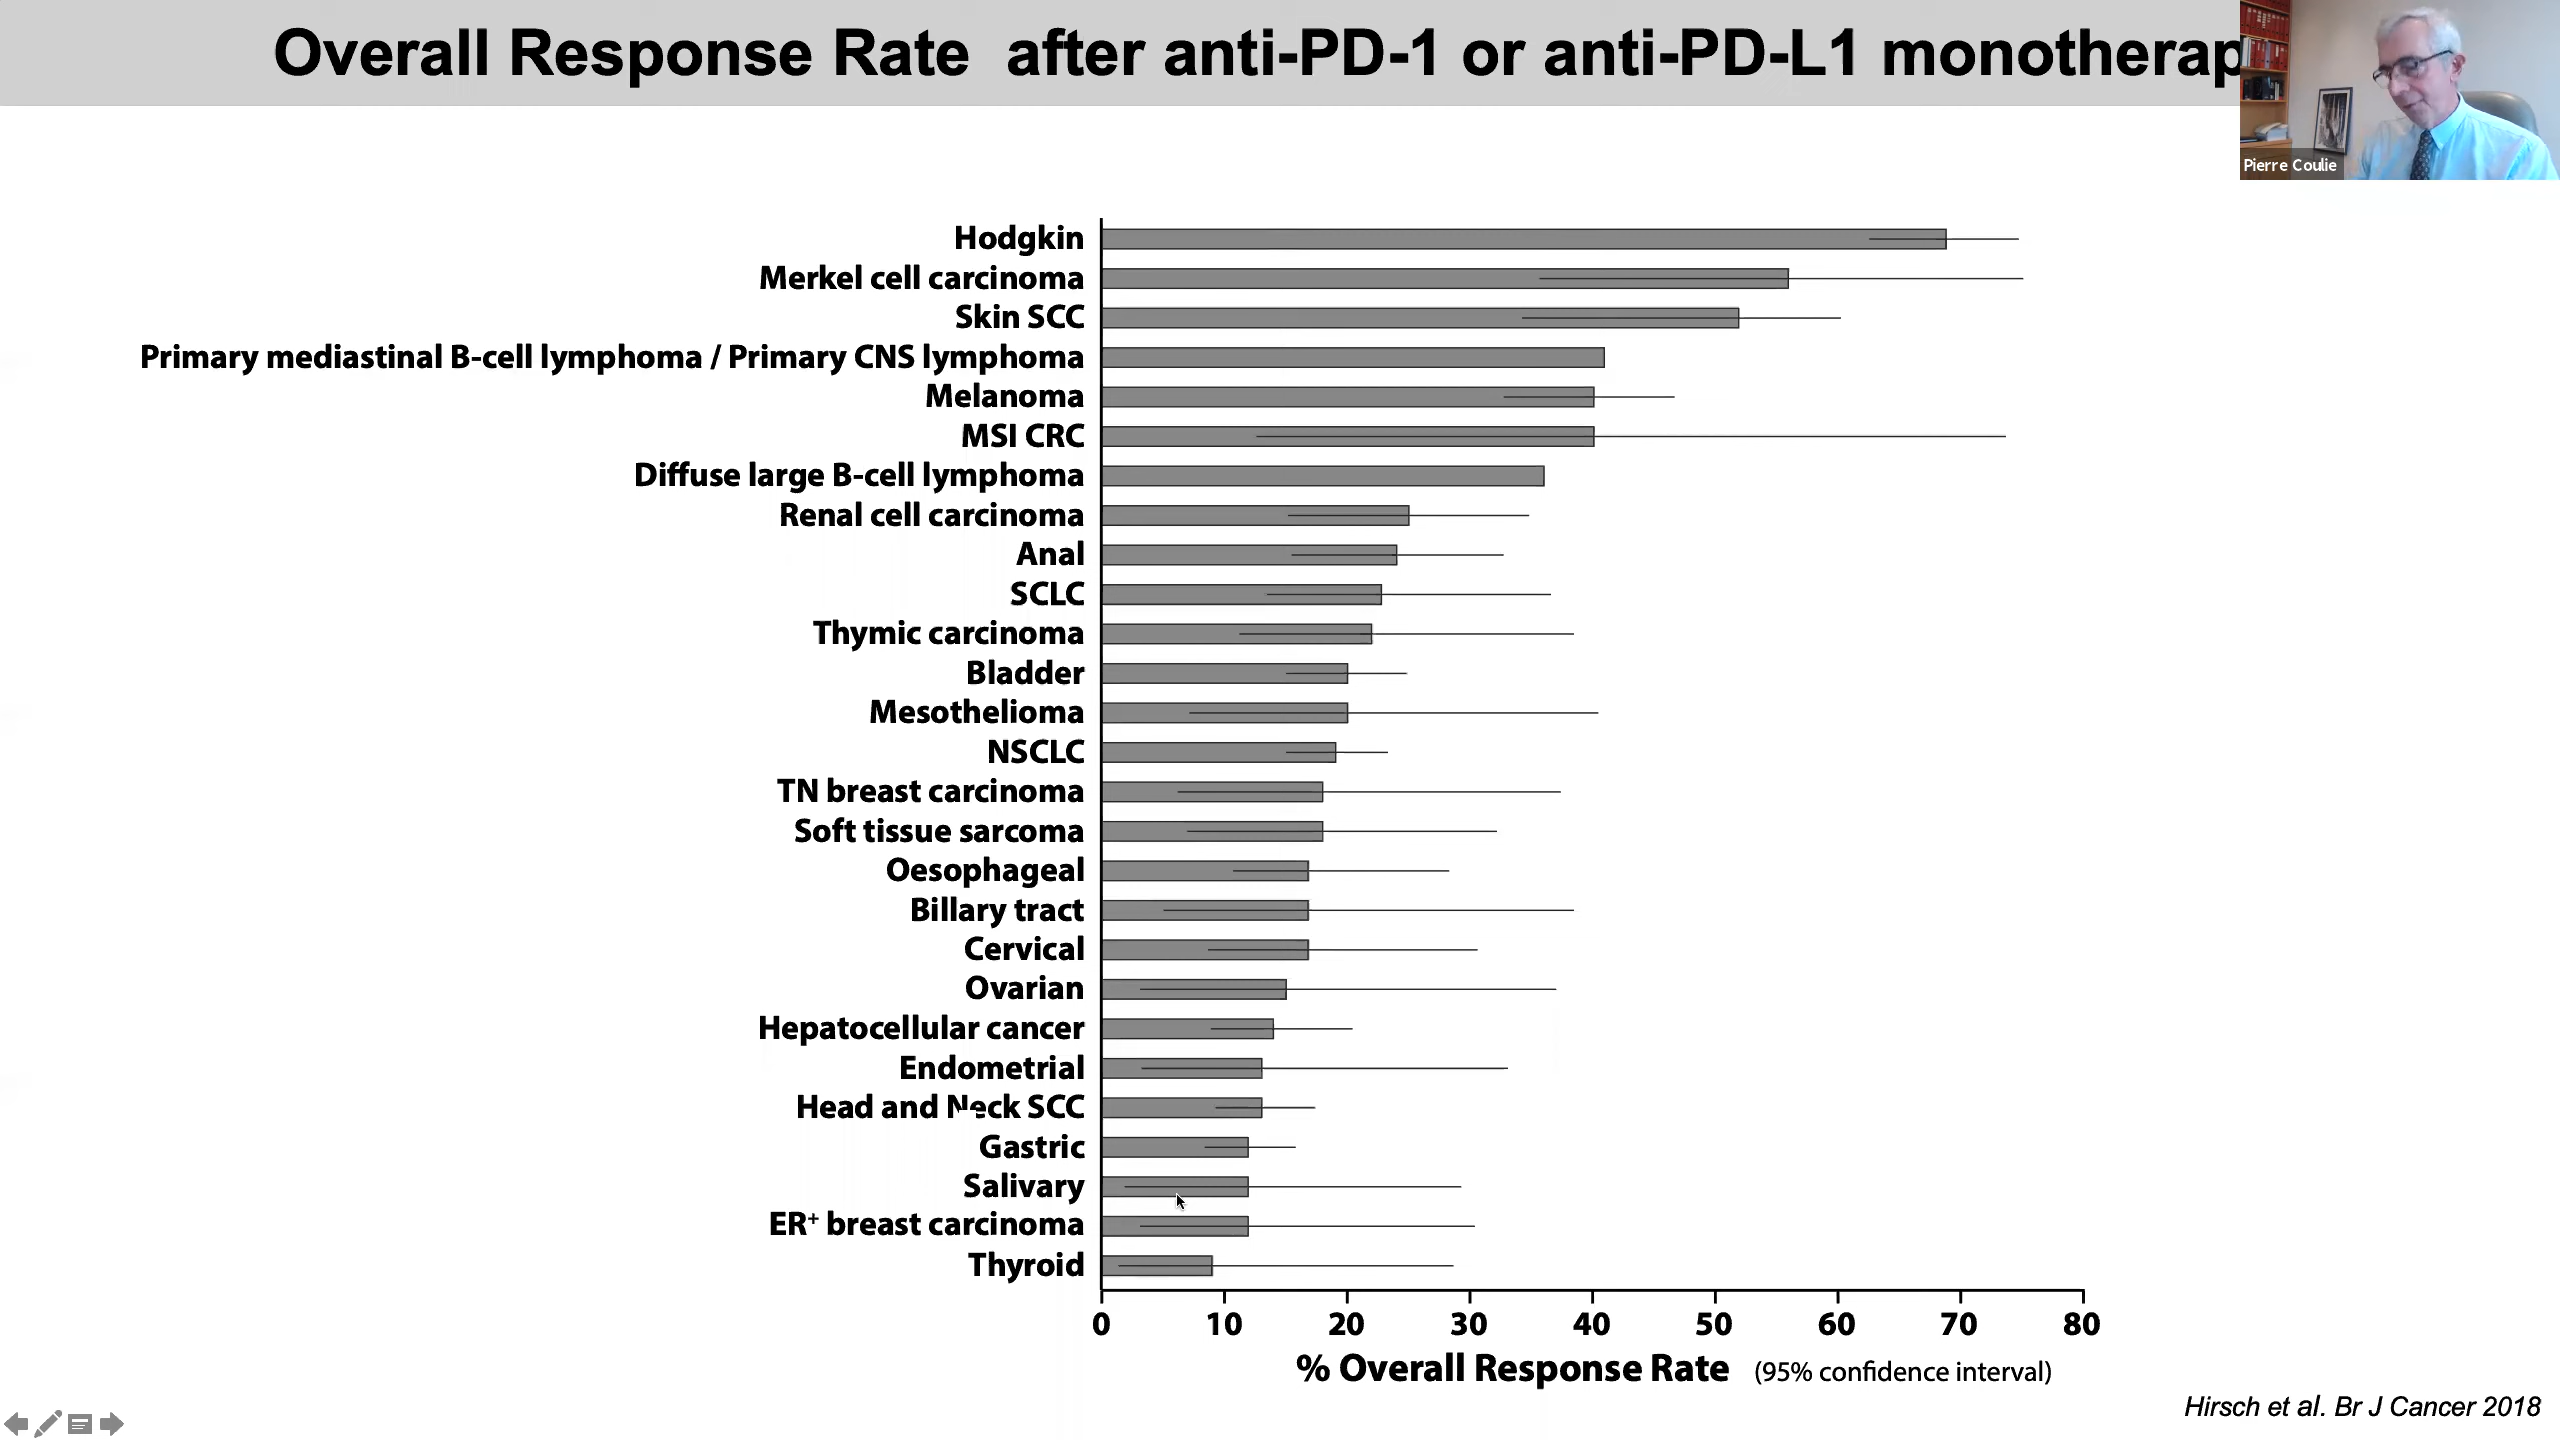 Overall Response Rate after anti-PD-1 or anti-PD-L1 monotherap
Pierre Coulie
Hodgkin
Merkel cell carcinoma
Skin SCC
Primary mediastinal B-cell lymphoma / Primary CNS lymphoma
Melanoma
MSI CRC
Diffuse large B-cell lymphoma
Renal cell carcinoma
Anal
SCLC
Thymic carcinoma
Bladder
Mesothelioma
NSCLC
TN breast carcinoma
Soft tissue sarcoma
Oesophageal
Billary tract
Cervical
Ovarian
Hepatocellular cancer
Endometrial
Head and Neck SCC
Gastric
Salivary
ER⁺ breast carcinoma
Thyroid
0 10 20 30 40 50 60 70 80
% Overall Response Rate (95% confidence interval)
Hirsch et al. Br J Cancer 2018